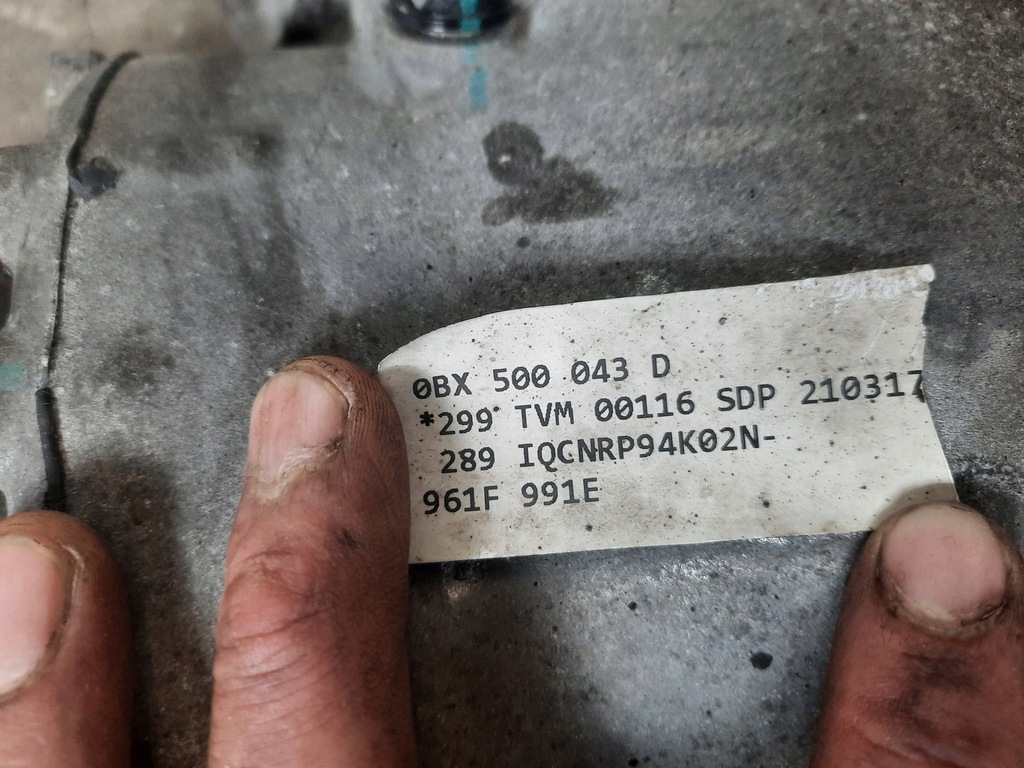 0BX 500 043 D
*299 TVM 00116 SDP 210317
289 IQCNRP94K02N-
961F 991E